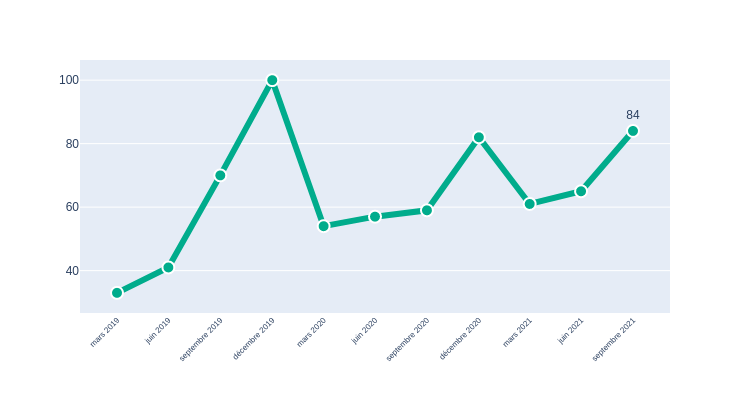 100
80
60
40
84
mars 2019
juin 2019
septembre 2019
décembre 2019
mars 2020
juin 2020
septembre 2020
décembre 2020
mars 2021
juin 2021
septembre 2021